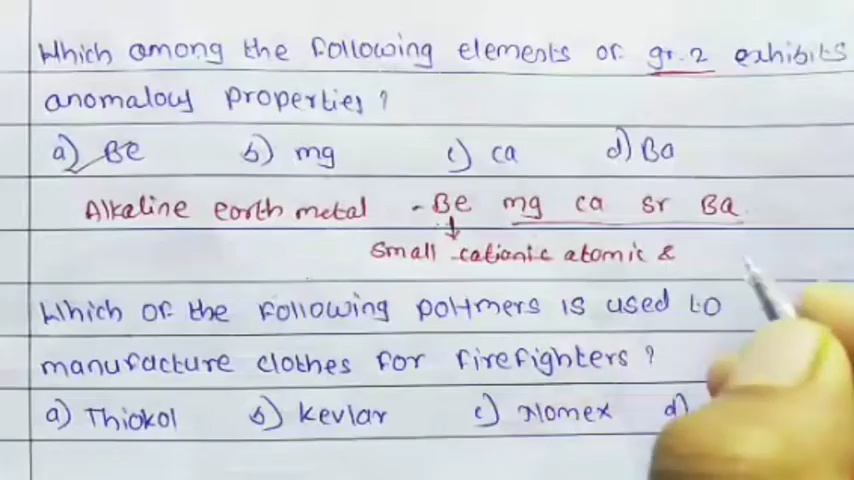 Which among the following elements of gr.2 exhibits
anomalous properties?
a) Be b) mg c) ca d) Ba
Alkaline earth metal - Be mg ca sr Ba
Small cationic atomic &
Which of the following polymers is used to
manufacture clothes for firefighters?
a) Thiokol b) Kevlar c) Nomex d)